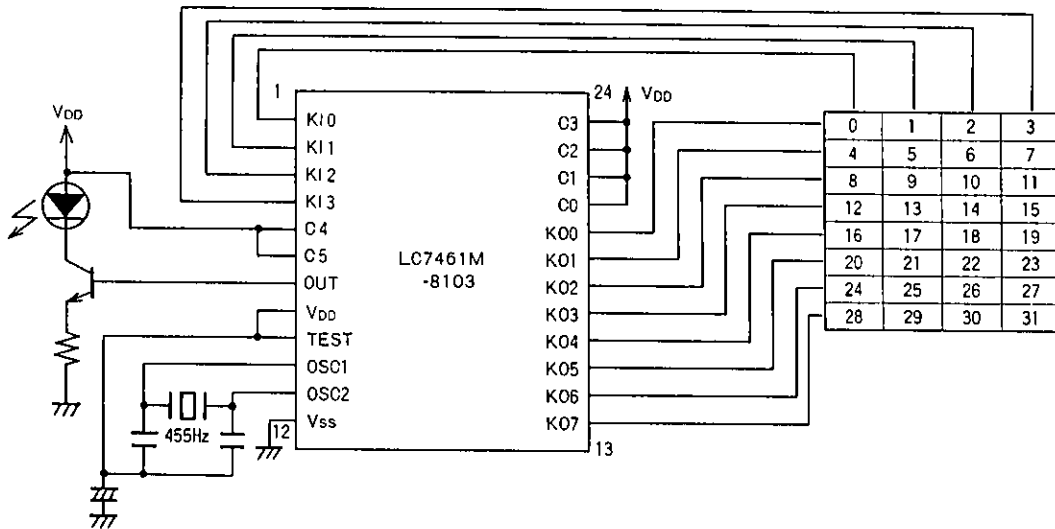 1
24
VDD
VDD
KI0
KI1
KI2
KI3
C4
C5
OUT
VDD
TEST
OSC1
OSC2
VSS
12
455Hz
LC7461M
-8103
C3
C2
C1
C0
KO0
KO1
KO2
KO3
KO4
KO5
KO6
KO7
13
0 1 2 3
4 5 6 7
8 9 10 11
12 13 14 15
16 17 18 19
20 21 22 23
24 25 26 27
28 29 30 31